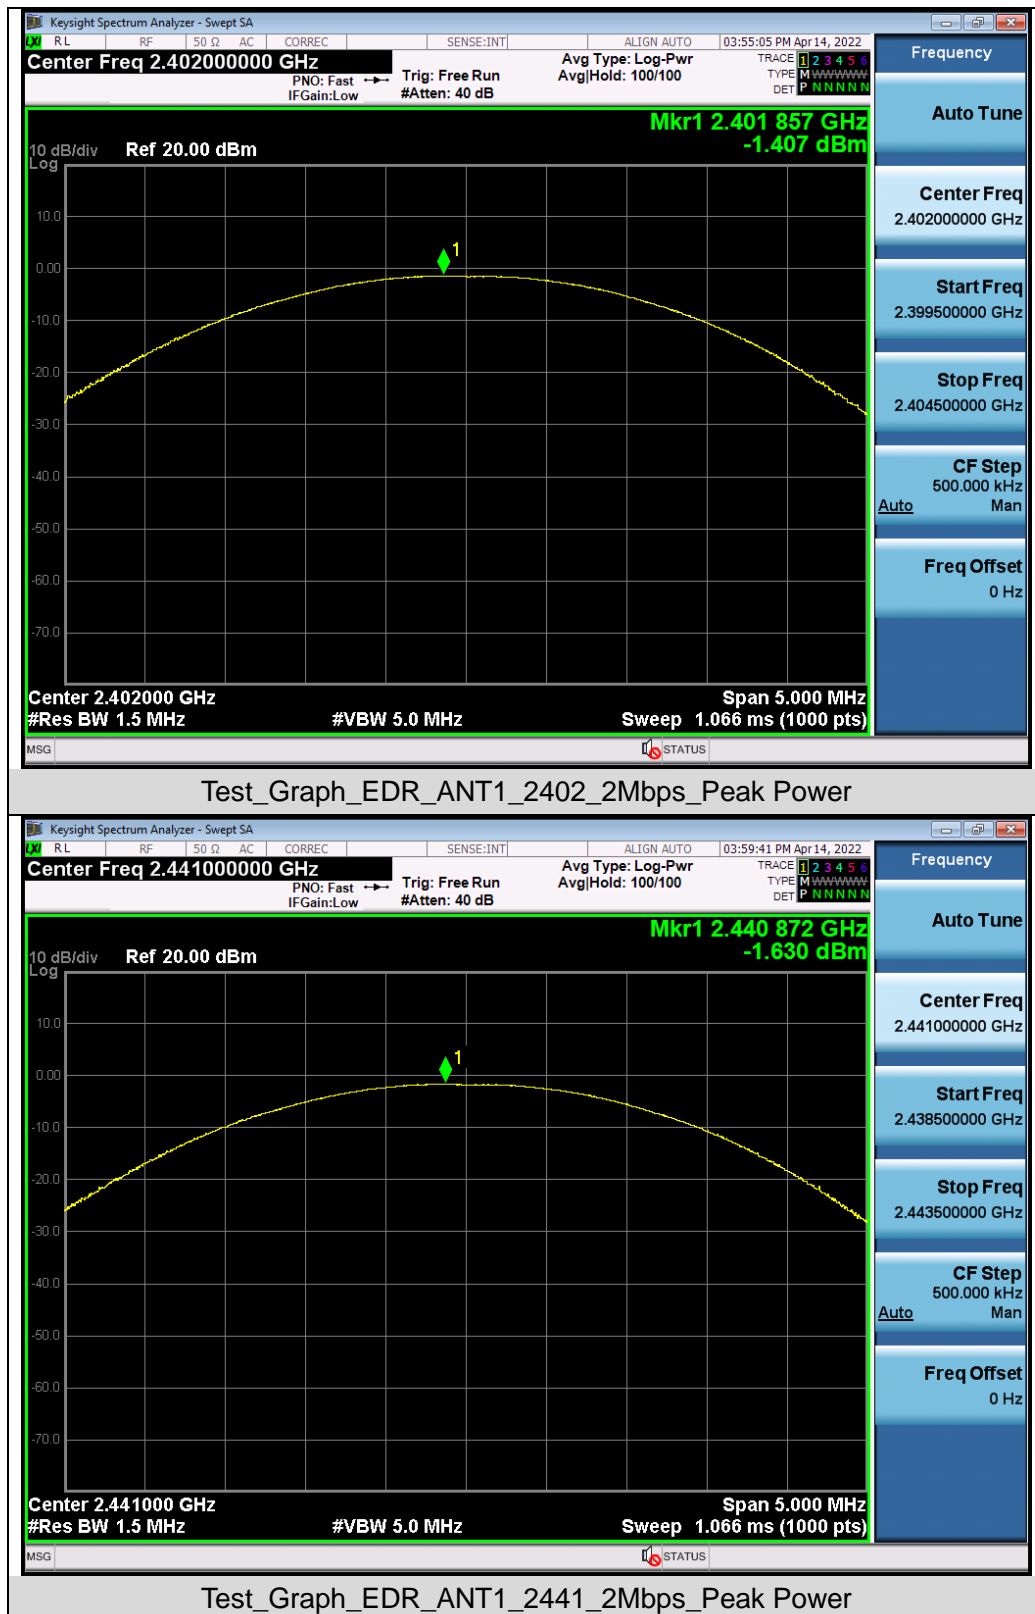 Keysight Spectrum Analyzer - Swept SA
LXI RL RF 50 Ω AC CORREC SENSE:INT ALIGN AUTO 03:55:05 PM Apr 14, 2022
Center Freq 2.402000000 GHz
PNO: Fast
IFGain:Low
Trig: Free Run
#Atten: 40 dB
Avg Type: Log-Pwr
Avg|Hold: 100/100
TRACE 1 2 3 4 5 6
TYPE M WWWWW
DET P N N N N N
Mkr1 2.401 857 GHz
-1.407 dBm
10 dB/div Ref 20.00 dBm
Log
10.0
1
0.00
-10.0
-20.0
-30.0
-40.0
-50.0
-60.0
-70.0
Center 2.402000 GHz Span 5.000 MHz
#Res BW 1.5 MHz #VBW 5.0 MHz Sweep 1.066 ms (1000 pts)
MSG STATUS
Frequency
Auto Tune
Center Freq
2.402000000 GHz
Start Freq
2.399500000 GHz
Stop Freq
2.404500000 GHz
CF Step
500.000 kHz
Auto Man
Freq Offset
0 Hz
Test_Graph_EDR_ANT1_2402_2Mbps_Peak Power
Keysight Spectrum Analyzer - Swept SA
LXI RL RF 50 Ω AC CORREC SENSE:INT ALIGN AUTO 03:59:41 PM Apr 14, 2022
Center Freq 2.441000000 GHz
PNO: Fast
IFGain:Low
Trig: Free Run
#Atten: 40 dB
Avg Type: Log-Pwr
Avg|Hold: 100/100
TRACE 1 2 3 4 5 6
TYPE M WWWWW
DET P N N N N N
Mkr1 2.440 872 GHz
-1.630 dBm
10 dB/div Ref 20.00 dBm
Log
10.0
1
0.00
-10.0
-20.0
-30.0
-40.0
-50.0
-60.0
-70.0
Center 2.441000 GHz Span 5.000 MHz
#Res BW 1.5 MHz #VBW 5.0 MHz Sweep 1.066 ms (1000 pts)
MSG STATUS
Frequency
Auto Tune
Center Freq
2.441000000 GHz
Start Freq
2.438500000 GHz
Stop Freq
2.443500000 GHz
CF Step
500.000 kHz
Auto Man
Freq Offset
0 Hz
Test_Graph_EDR_ANT1_2441_2Mbps_Peak Power